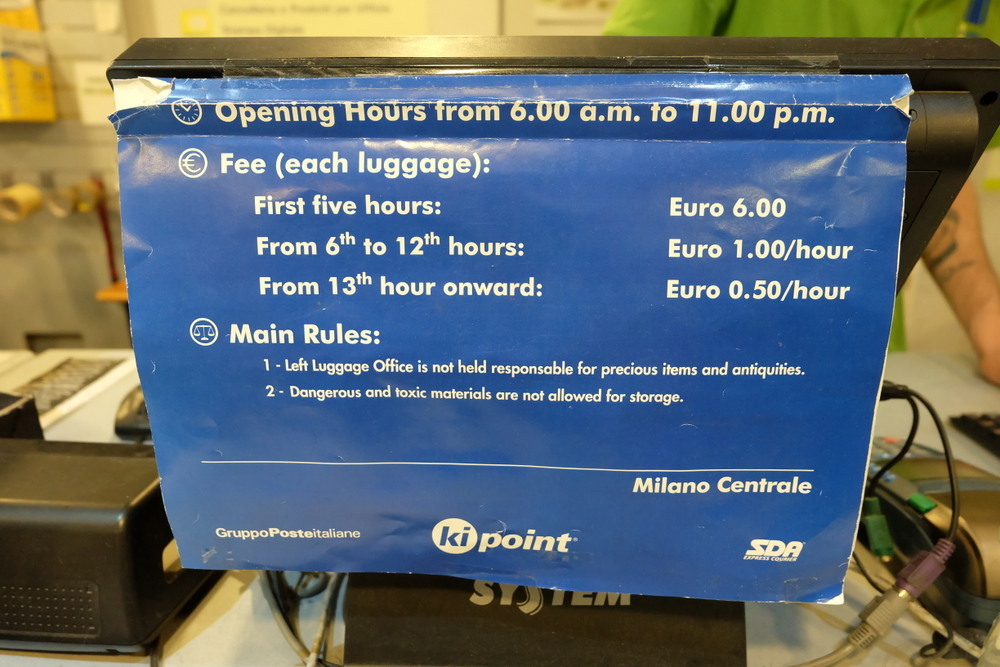 Opening Hours from 6.00 a.m. to 11.00 p.m.
Fee (each luggage):
First five hours: Euro 6.00
From 6th to 12th hours: Euro 1.00/hour
From 13th hour onward: Euro 0.50/hour
Main Rules:
1 - Left Luggage Office is not held responsible for precious items and antiquities.
2 - Dangerous and toxic materials are not allowed for storage.
Milano Centrale
GruppoPosteitaliane
kipoint
SDA
EXPRESS COURIER
SYSTEM